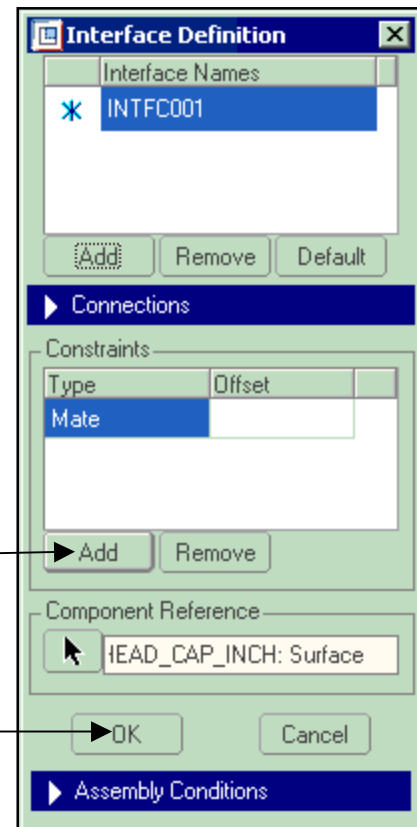 Interface Definition
Interface Names
INTFC001
Add Remove Default
Connections
Constraints
Type Offset
Mate
Add Remove
Component Reference
HEAD_CAP_INCH: Surface
OK Cancel
Assembly Conditions